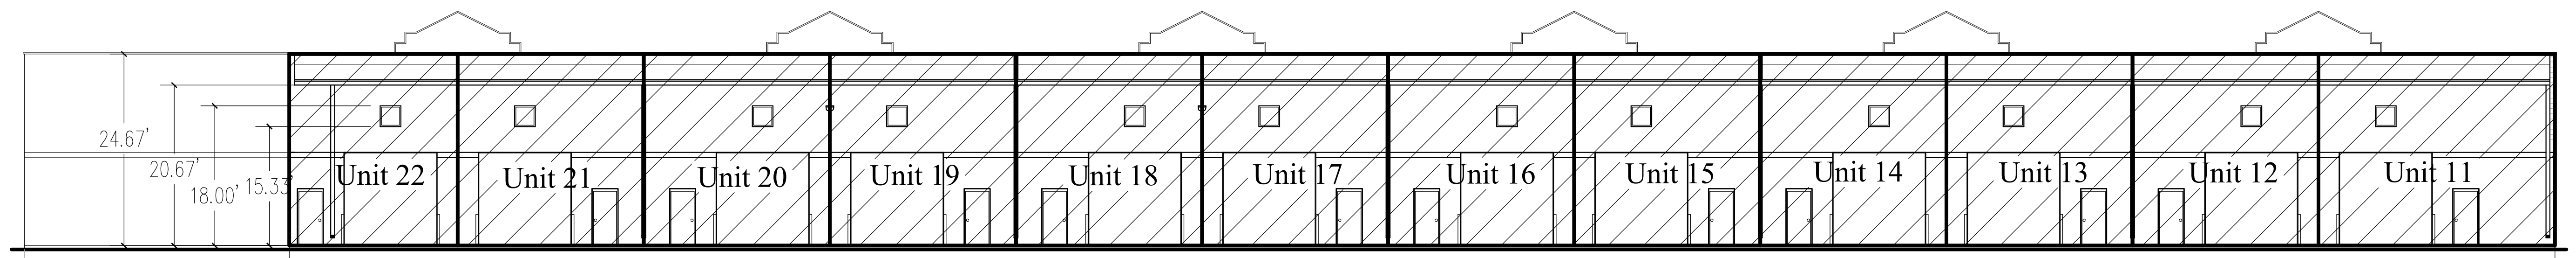 24.67'
20.67'
18.00'
15.33'
Unit 22
Unit 21
Unit 20
Unit 19
Unit 18
Unit 17
Unit 16
Unit 15
Unit 14
Unit 13
Unit 12
Unit 11